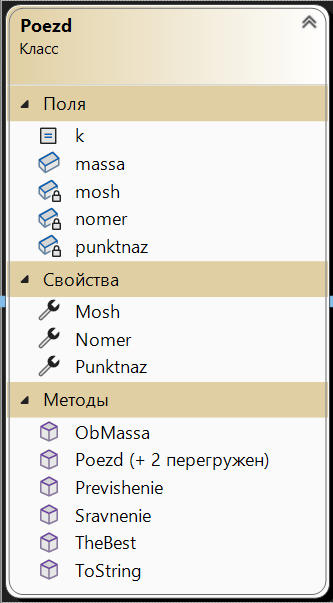 Poezd
Класс
Поля
k
massa
mosh
nomer
punktnaz
Свойства
Mosh
Nomer
Punktnaz
Методы
ObMassa
Poezd (+ 2 перегружен)
Previshenie
Sravnenie
TheBest
ToString